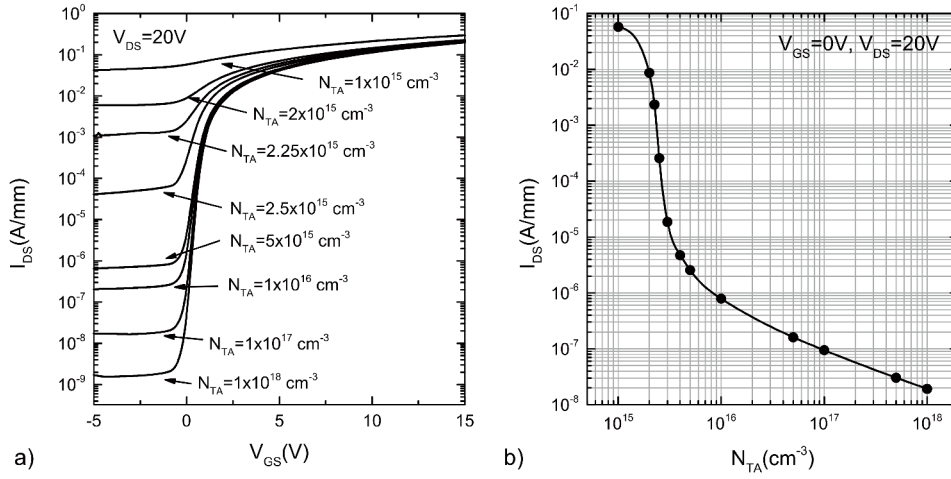 V_DS=20V
N_TA=1x10^15 cm^-3
N_TA=2x10^15 cm^-3
N_TA=2.25x10^15 cm^-3
N_TA=2.5x10^15 cm^-3
N_TA=5x10^15 cm^-3
N_TA=1x10^16 cm^-3
N_TA=1x10^17 cm^-3
N_TA=1x10^18 cm^-3
10^1
10^0
10^-1
10^-2
10^-3
10^-4
10^-5
10^-6
10^-7
10^-8
10^-9
I_DS(A/mm)
-5
0
5
10
15
V_GS(V)
a)
V_GS=0V, V_DS=20V
10^-1
10^-2
10^-3
10^-4
10^-5
10^-6
10^-7
10^-8
I_DS(A/mm)
10^15
10^16
10^17
10^18
N_TA(cm^-3)
b)